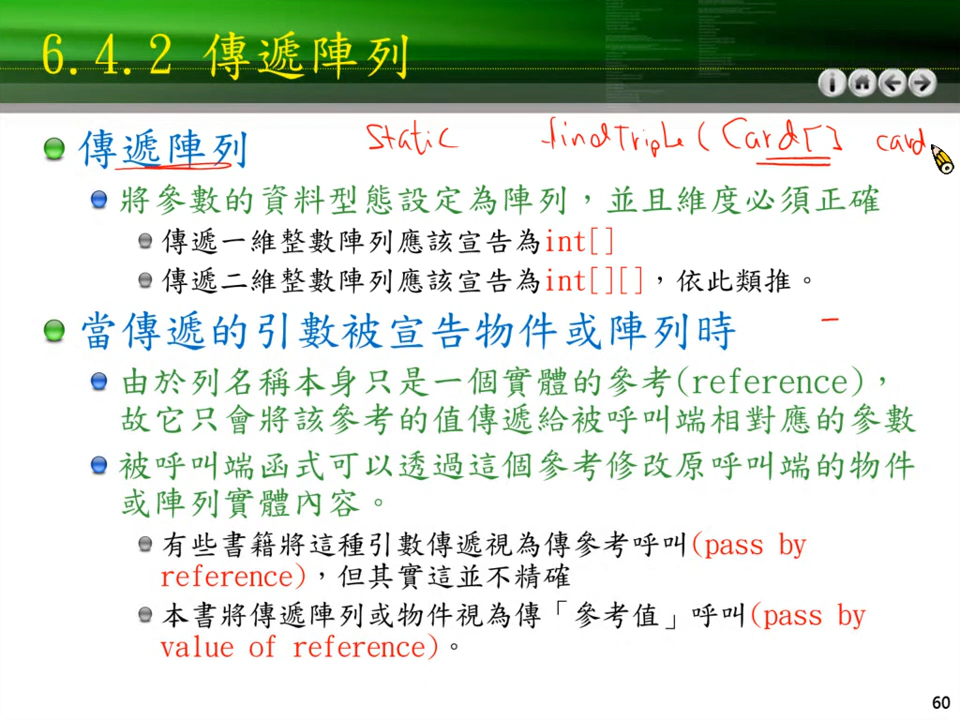 6.4.2 傳遞陣列
傳遞陣列
static findTriple ( Card[] card
將參數的資料型態設定為陣列，並且維度必須正確
傳遞一維整數陣列應該宣告為int[]
傳遞二維整數陣列應該宣告為int[][]，依此類推。
當傳遞的引數被宣告物件或陣列時
由於列名稱本身只是一個實體的參考(reference)，
故它只會將該參考的值傳遞給被呼叫端相對應的參數
被呼叫端函式可以透過這個參考修改原呼叫端的物件
或陣列實體內容。
有些書籍將這種引數傳遞視為傳參考呼叫(pass by
reference)，但其實這並不精確
本書將傳遞陣列或物件視為傳「參考值」呼叫(pass by
value of reference)。
60